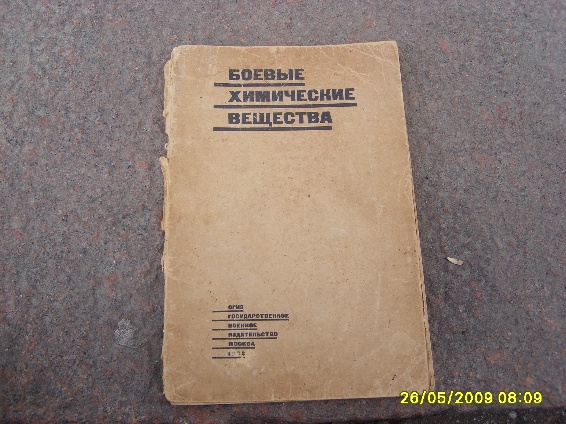 БОЕВЫЕ
ХИМИЧЕСКИЕ
ВЕЩЕСТВА
ОГИЗ
ГОСУДАРСТВЕННОЕ
ВОЕННОЕ
ИЗДАТЕЛЬСТВО
МОСКВА
26/05/2009 08:09